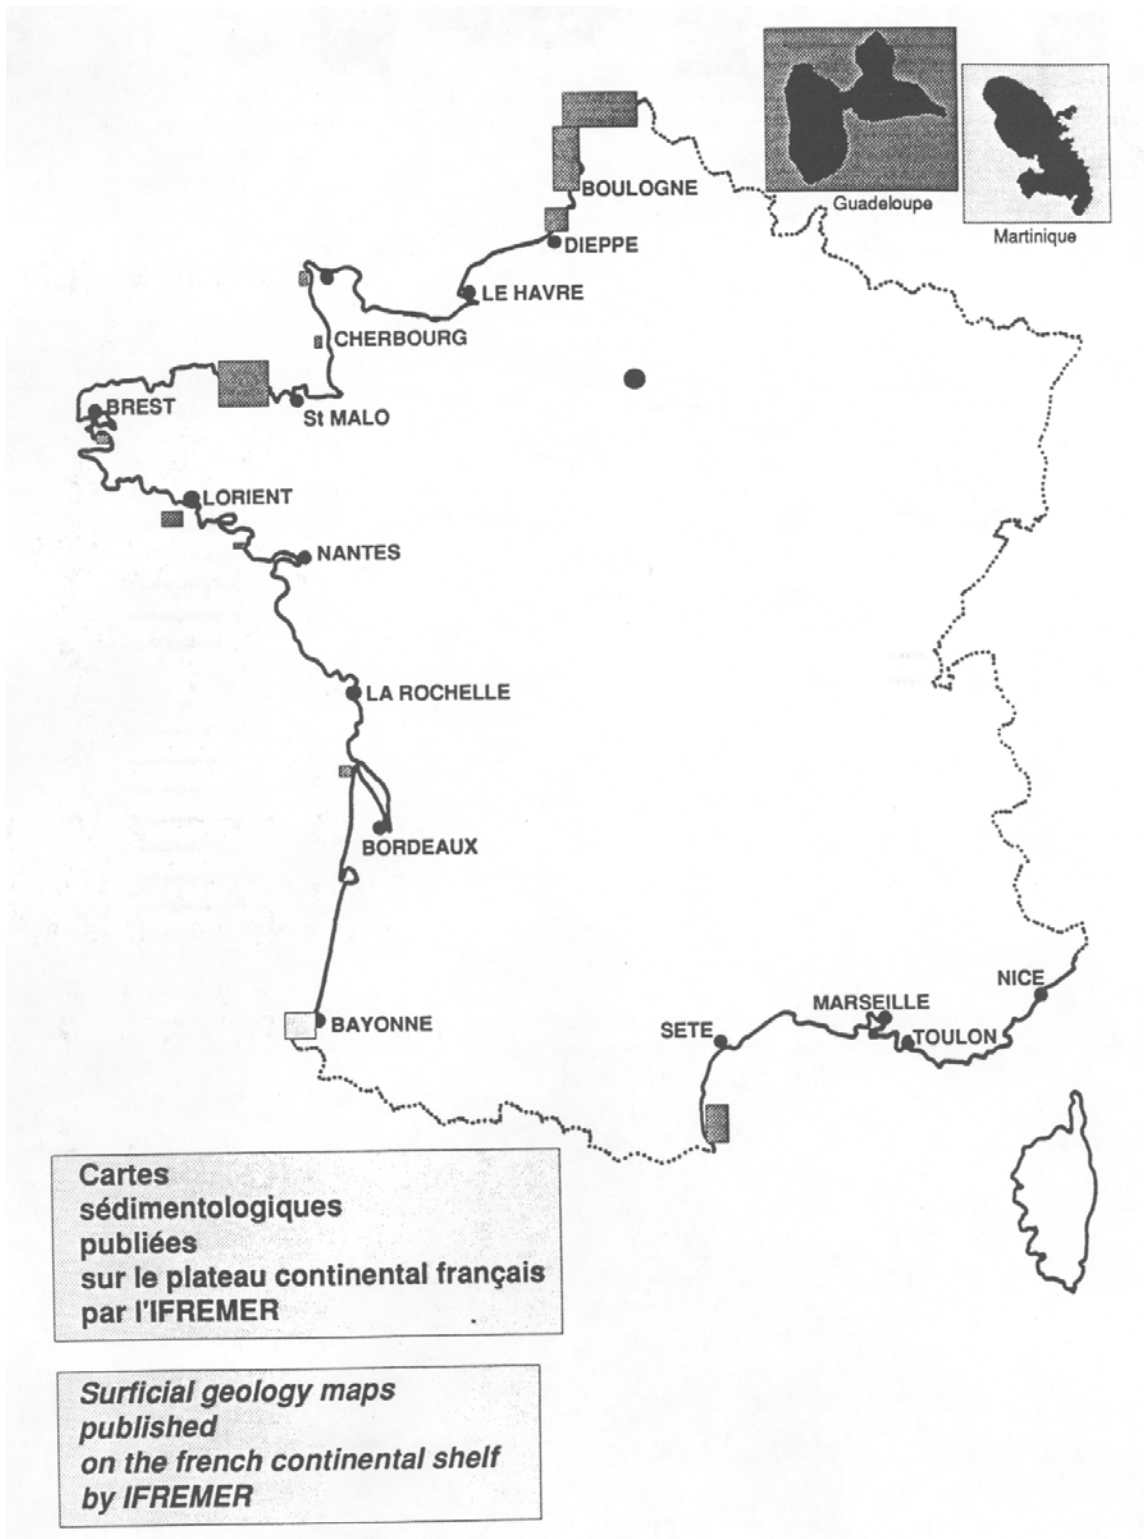 Guadeloupe
Martinique
BOULOGNE
DIEPPE
LE HAVRE
CHERBOURG
BREST
St MALO
LORIENT
NANTES
LA ROCHELLE
BORDEAUX
BAYONNE
SETE
MARSEILLE
NICE
TOULON
Cartes
sédimentologiques
publiées
sur le plateau continental français
par l'IFREMER
Surficial geology maps
published
on the french continental shelf
by IFREMER